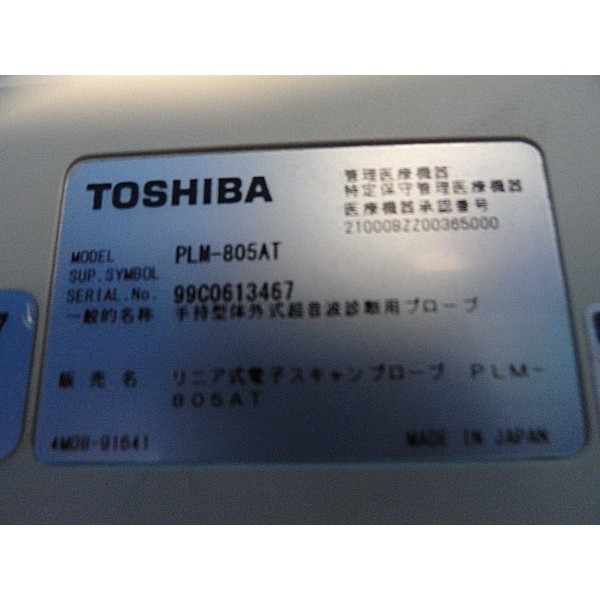 TOSHIBA
管理医療機器
特定保守管理医療機器
医療機器承認番号
21000BZZ00365000
MODEL PLM-805AT
SUP. SYMBOL
SERIAL. No. 99C0613467
一般的名称 手持型体外式超音波診断用プローブ
販売名 リニア式電子スキャンプローブ PLM-
805AT
4M08-91641
MADE IN JAPAN
7